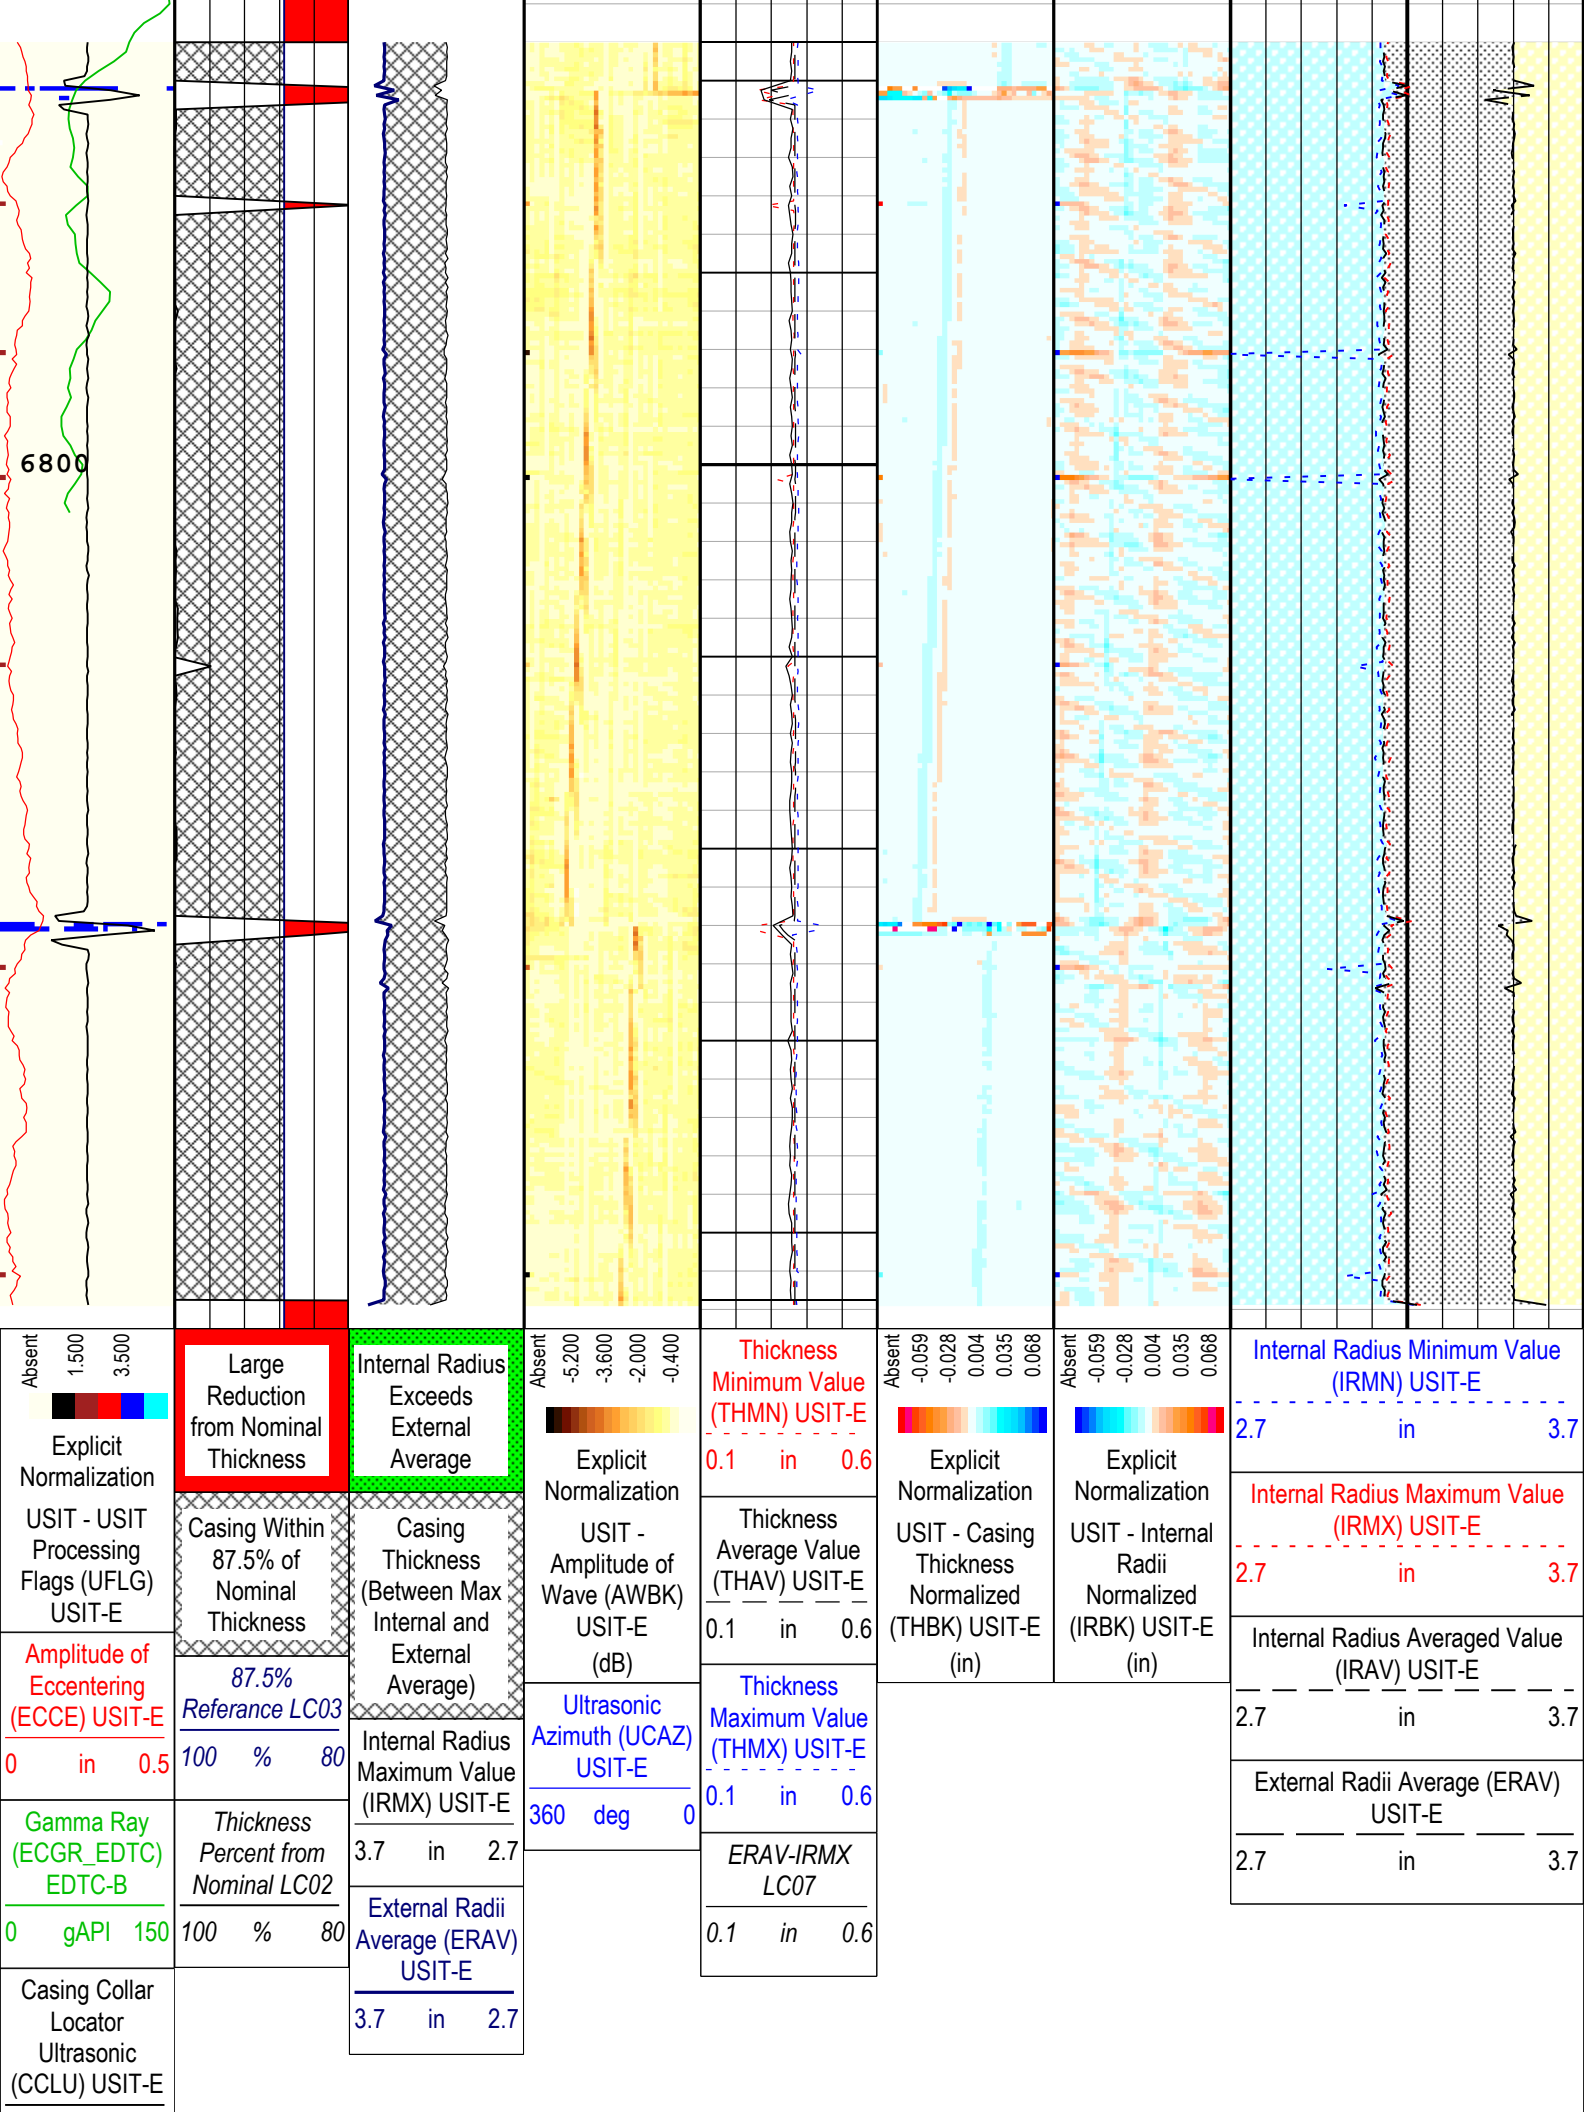 6800
Absent
1.500
3.500
Explicit
Normalization
USIT - USIT
Processing
Flags (UFLG)
USIT-E
Amplitude of
Eccentering
(ECCE) USIT-E
0 in 0.5
Gamma Ray
(ECGR_EDTC)
EDTC-B
0 gAPI 150
Casing Collar
Locator
Ultrasonic
(CCLU) USIT-E
Large
Reduction
from Nominal
Thickness
Casing Within
87.5% of
Nominal
Thickness
87.5%
Referance LC03
100 % 80
Thickness
Percent from
Nominal LC02
100 % 80
Internal Radius
Exceeds
External
Average
Casing
Thickness
(Between Max
Internal and
External
Average)
Internal Radius
Maximum Value
(IRMX) USIT-E
3.7 in 2.7
External Radii
Average (ERAV)
USIT-E
3.7 in 2.7
Absent
-5.200
-3.600
-2.000
-0.400
Explicit
Normalization
USIT -
Amplitude of
Wave (AWBK)
USIT-E
(dB)
Ultrasonic
Azimuth (UCAZ)
USIT-E
360 deg 0
Thickness
Minimum Value
(THMN) USIT-E
0.1 in 0.6
Thickness
Average Value
(THAV) USIT-E
0.1 in 0.6
Thickness
Maximum Value
(THMX) USIT-E
0.1 in 0.6
ERAV-IRMX
LC07
0.1 in 0.6
Absent
-0.059
-0.028
0.004
0.035
0.068
Explicit
Normalization
USIT - Casing
Thickness
Normalized
(THBK) USIT-E
(in)
Absent
-0.059
-0.028
0.004
0.035
0.068
Explicit
Normalization
USIT - Internal
Radii
Normalized
(IRBK) USIT-E
(in)
Internal Radius Minimum Value
(IRMN) USIT-E
2.7 in 3.7
Internal Radius Maximum Value
(IRMX) USIT-E
2.7 in 3.7
Internal Radius Averaged Value
(IRAV) USIT-E
2.7 in 3.7
External Radii Average (ERAV)
USIT-E
2.7 in 3.7